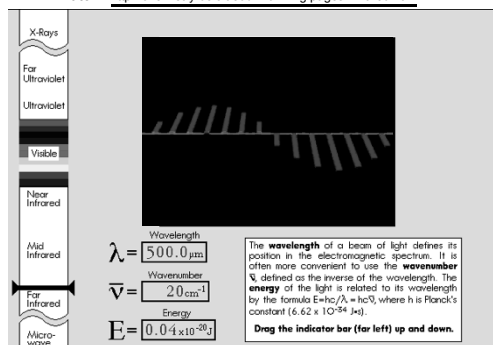 X-Rays
Far
Ultraviolet
Ultraviolet
Visible
Near
Infrared
Mid
Infrared
Far
Infrared
Micro-
wave
Wavelength
λ = 500.0 μm
Wavenumber
ν̅ = 20 cm⁻¹
Energy
E = 0.04 x10⁻²⁰J
The wavelength of a beam of light defines its
position in the electromagnetic spectrum. It is
often more convenient to use the wavenumber
ν̅, defined as the inverse of the wavelength. The
energy of the light is related to its wavelength
by the formula E=hc/λ = hcν̅, where h is Planck's
constant (6.62 x 10⁻³⁴ J•s).
Drag the indicator bar (far left) up and down.